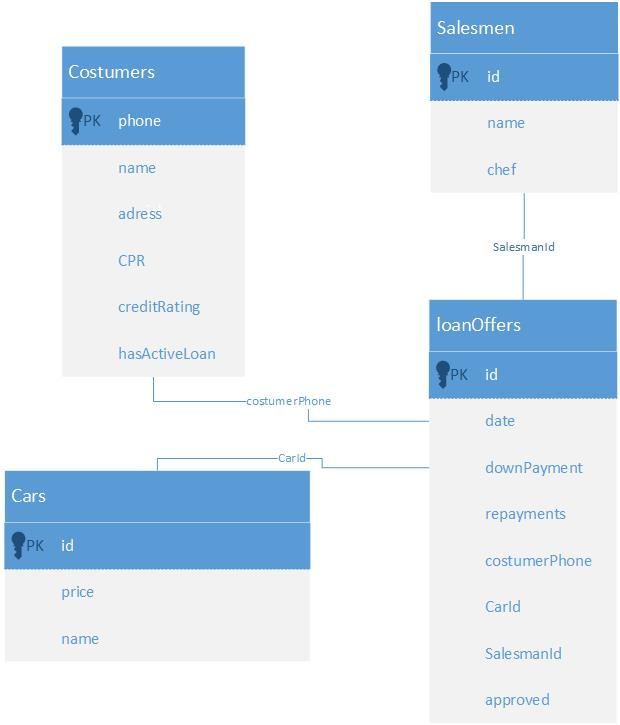 Salesmen
PK id
name
chef
Costumers
PK phone
name
adress
CPR
creditRating
hasActiveLoan
SalesmanId
costumerPhone
CarId
loanOffers
PK id
date
downPayment
repayments
costumerPhone
CarId
SalesmanId
approved
Cars
PK id
price
name